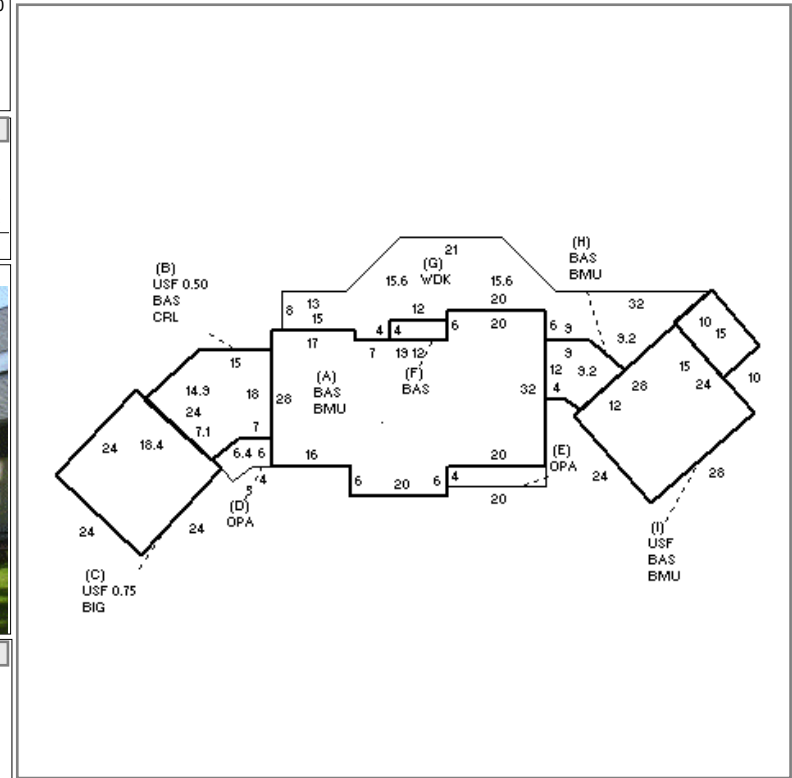 21
(G)
WDK
15.6
15.6
(H)
BAS
BMU
(B)
USF 0.50
BAS
CRL
8
13
15
12
20
32
4
4
6
20
6
9
17
7
19
12
9
9.2
10
15
10
15
14.9
18
24
7.1
28
(A)
BAS
BMU
(F)
BAS
32
12
9.2
4
28
15
24
12
24
18.4
24
7
6.4
6
4
5
(D)
OPA
16
6
20
6
20
4
20
(E)
OPA
24
28
24
(C)
USF 0.75
BIG
(I)
USF
BAS
BMU